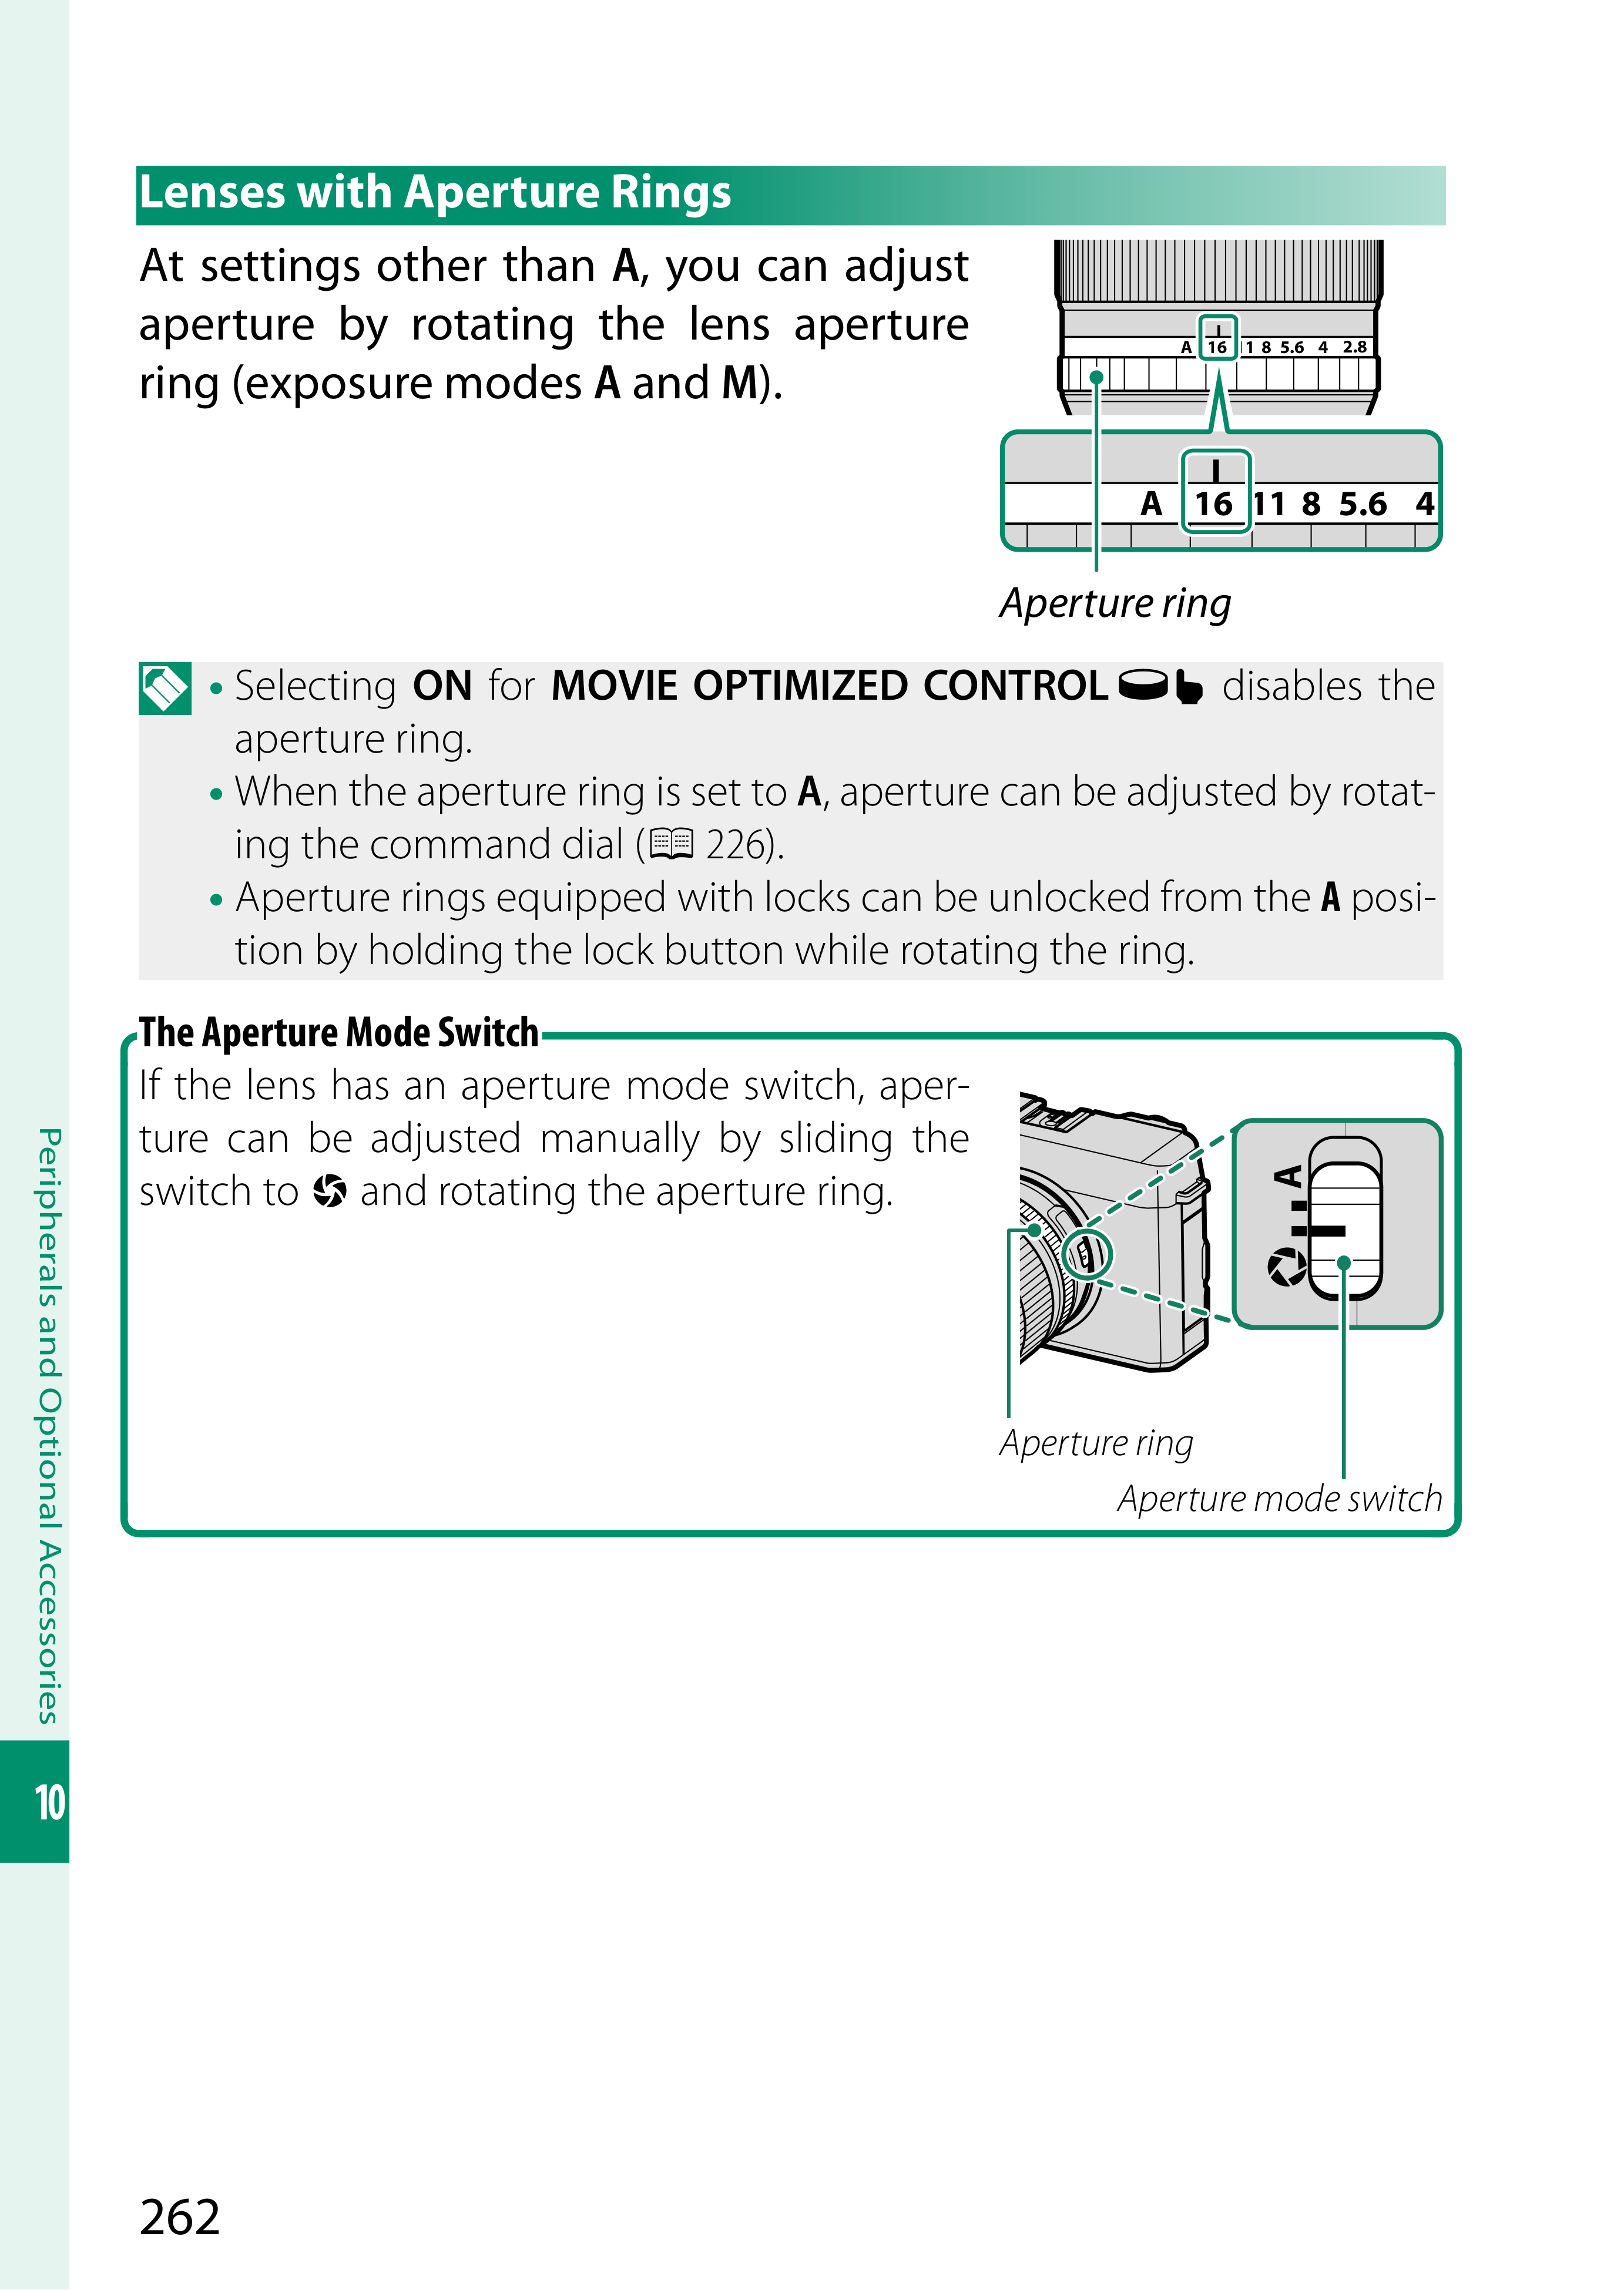 Lenses with Aperture Rings
At settings other than A, you can adjust
aperture by rotating the lens aperture
ring (exposure modes A and M).
A 16 11 8 5.6 4 2.8
A 16 11 8 5.6 4
Aperture ring
• Selecting ON for MOVIE OPTIMIZED CONTROL disables the
aperture ring.
• When the aperture ring is set to A, aperture can be adjusted by rotat-
ing the command dial ( 226).
• Aperture rings equipped with locks can be unlocked from the A posi-
tion by holding the lock button while rotating the ring.
The Aperture Mode Switch
If the lens has an aperture mode switch, aper-
ture can be adjusted manually by sliding the
switch to and rotating the aperture ring.
A
Aperture ring
Aperture mode switch
Peripherals and Optional Accessories
10
262